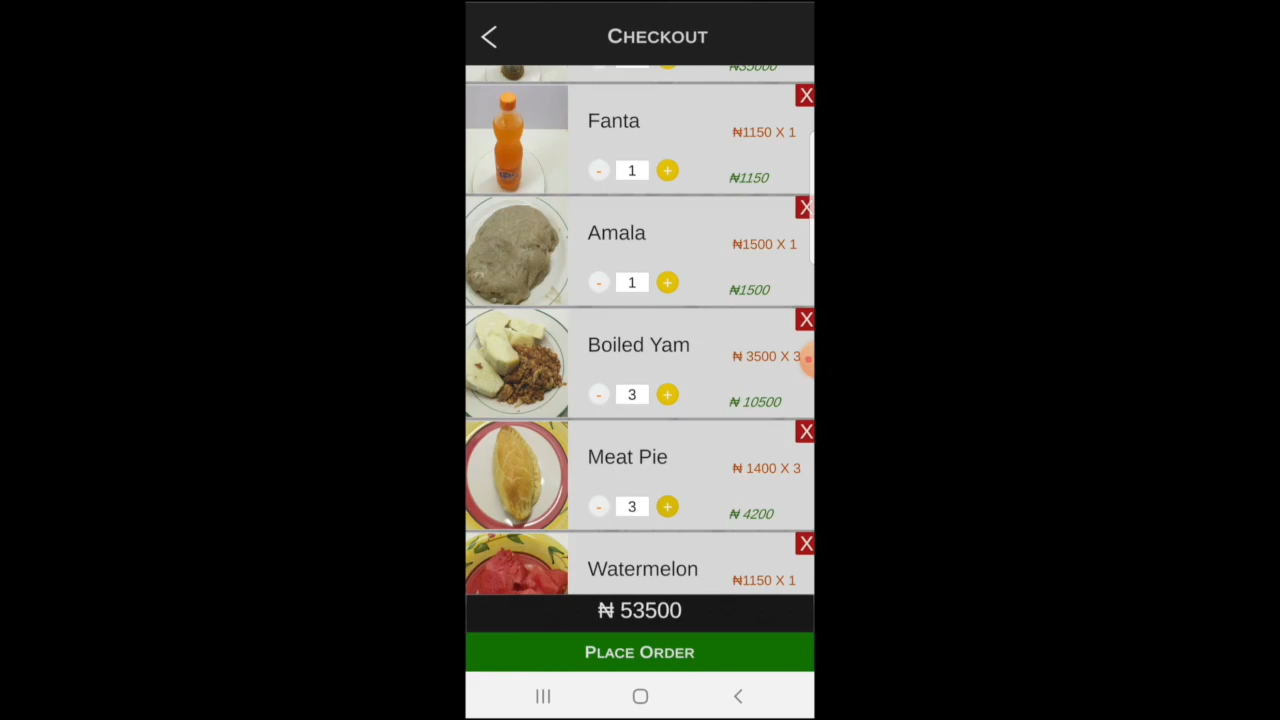 CHECKOUT
₦35000
X
Fanta
₦1150 X 1
- 1 +
₦1150
X
Amala
₦1500 X 1
- 1 +
₦1500
X
Boiled Yam
₦ 3500 X 3
- 3 +
₦ 10500
X
Meat Pie
₦ 1400 X 3
- 3 +
₦ 4200
X
Watermelon
₦1150 X 1
₦ 53500
PLACE ORDER